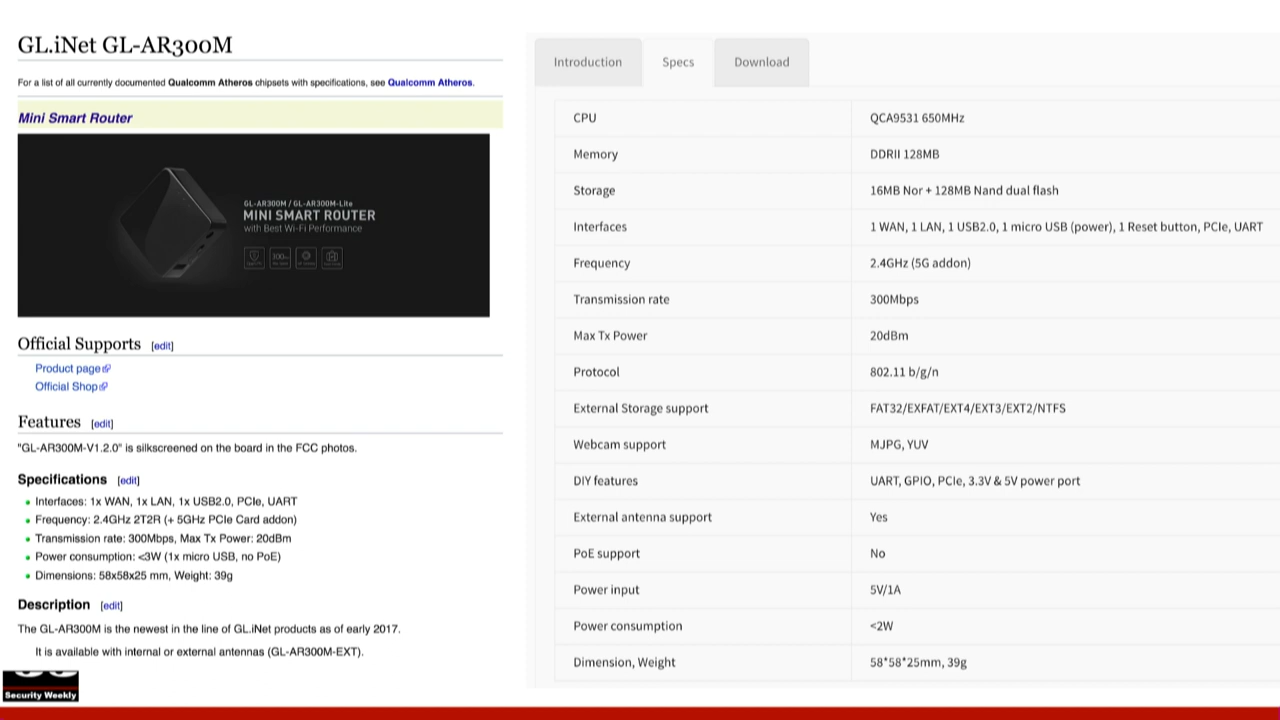 GL.iNet GL-AR300M
For a list of all currently documented Qualcomm Atheros chipsets with specifications, see Qualcomm Atheros.
Mini Smart Router
GL-AR300M / GL-AR300M-Lite
MINI SMART ROUTER
with Best Wi-Fi Performance
Official Supports [edit]
Product page
Official Shop
Features [edit]
"GL-AR300M-V1.2.0" is silkscreened on the board in the FCC photos.
Specifications [edit]
Interfaces: 1x WAN, 1x LAN, 1x USB2.0, PCIe, UART
Frequency: 2.4GHz 2T2R (+ 5GHz PCIe Card addon)
Transmission rate: 300Mbps, Max Tx Power: 20dBm
Power consumption: <3W (1x micro USB, no PoE)
Dimensions: 58x58x25 mm, Weight: 39g
Description [edit]
The GL-AR300M is the newest in the line of GL.iNet products as of early 2017.
It is available with internal or external antennas (GL-AR300M-EXT).
Security Weekly
Introduction Specs Download
CPU QCA9531 650MHz
Memory DDRII 128MB
Storage 16MB Nor + 128MB Nand dual flash
Interfaces 1 WAN, 1 LAN, 1 USB2.0, 1 micro USB (power), 1 Reset button, PCIe, UART
Frequency 2.4GHz (5G addon)
Transmission rate 300Mbps
Max Tx Power 20dBm
Protocol 802.11 b/g/n
External Storage support FAT32/EXFAT/EXT4/EXT3/EXT2/NTFS
Webcam support MJPG, YUV
DIY features UART, GPIO, PCIe, 3.3V & 5V power port
External antenna support Yes
PoE support No
Power input 5V/1A
Power consumption <2W
Dimension, Weight 58*58*25mm, 39g